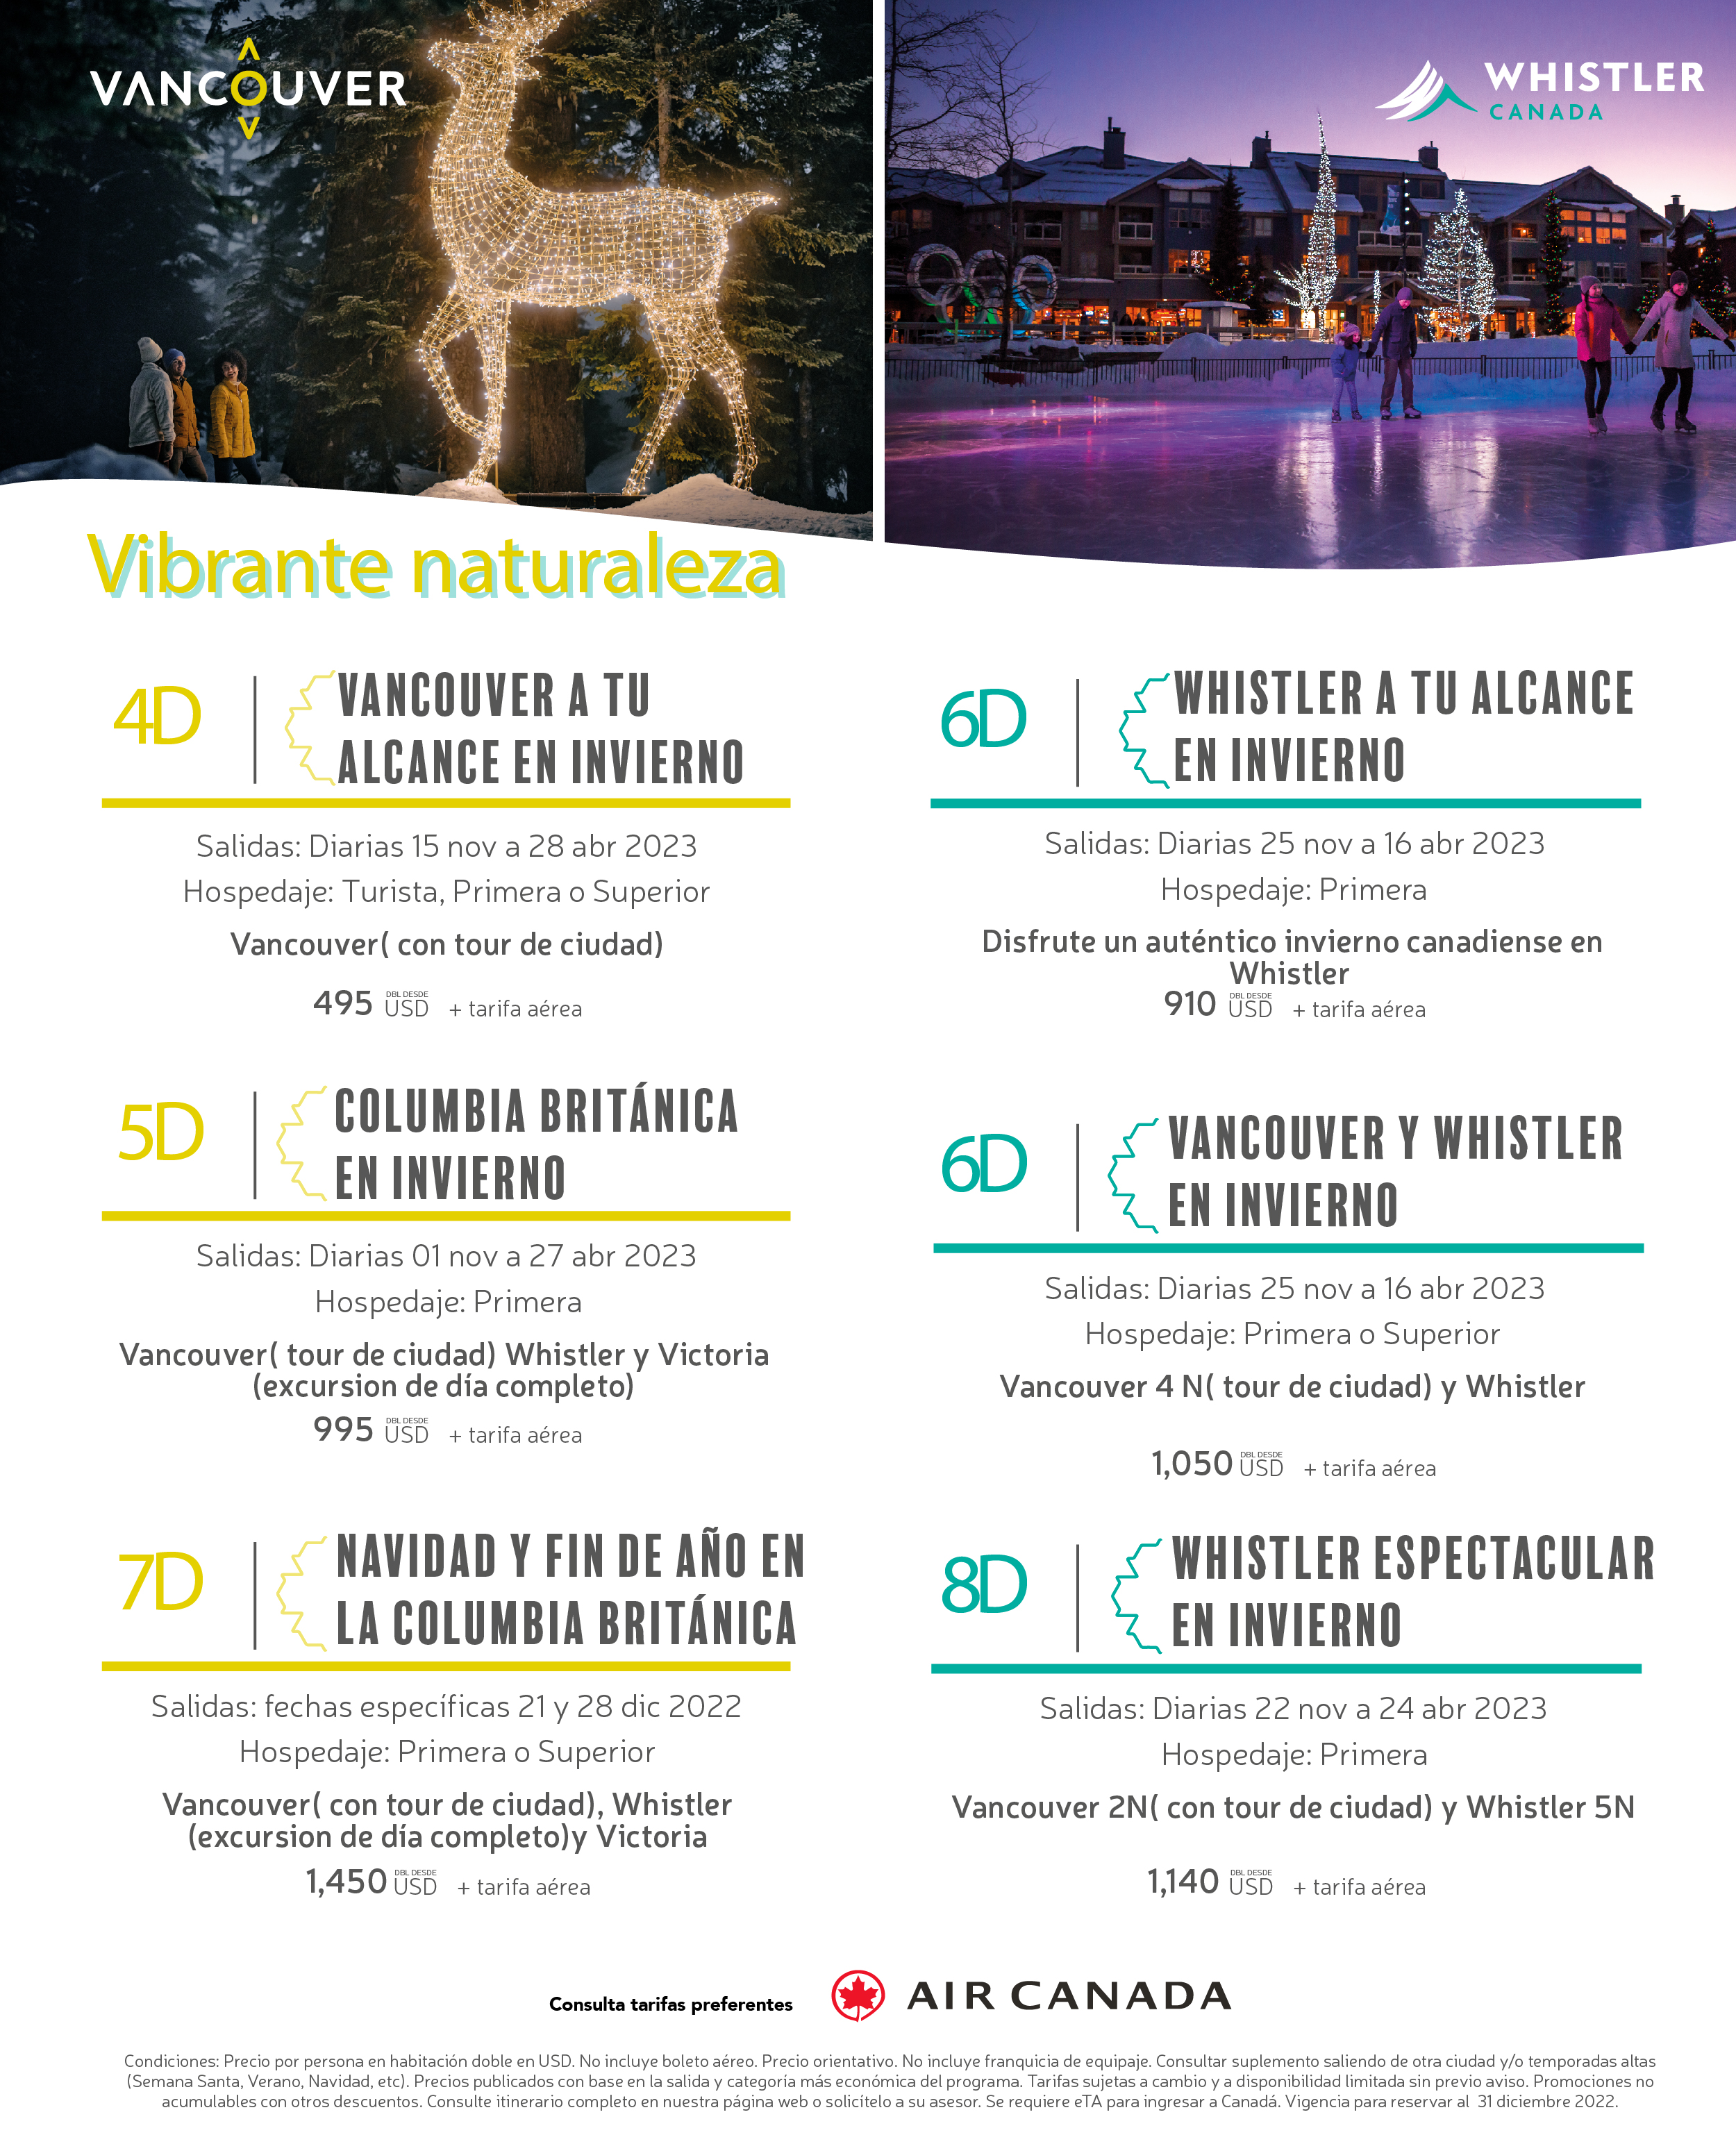 VANCOUVER
WHISTLER
CANADA
Vibrante naturaleza
4D
VANCOUVER A TU
ALCANCE EN INVIERNO
Salidas: Diarias 15 nov a 28 abr 2023
Hospedaje: Turista, Primera o Superior
Vancouver( con tour de ciudad)
495 DBL DESDE USD + tarifa aérea
6D
WHISTLER A TU ALCANCE
EN INVIERNO
Salidas: Diarias 25 nov a 16 abr 2023
Hospedaje: Primera
Disfrute un auténtico invierno canadiense en
Whistler
910 DBL DESDE USD + tarifa aérea
5D
COLUMBIA BRITÁNICA
EN INVIERNO
Salidas: Diarias 01 nov a 27 abr 2023
Hospedaje: Primera
Vancouver( tour de ciudad) Whistler y Victoria
(excursion de día completo)
995 DBL DESDE USD + tarifa aérea
6D
VANCOUVER Y WHISTLER
EN INVIERNO
Salidas: Diarias 25 nov a 16 abr 2023
Hospedaje: Primera o Superior
Vancouver 4 N( tour de ciudad) y Whistler
1,050 DBL DESDE USD + tarifa aérea
7D
NAVIDAD Y FIN DE AÑO EN
LA COLUMBIA BRITÁNICA
Salidas: fechas específicas 21 y 28 dic 2022
Hospedaje: Primera o Superior
Vancouver( con tour de ciudad), Whistler
(excursion de día completo)y Victoria
1,450 DBL DESDE USD + tarifa aérea
8D
WHISTLER ESPECTACULAR
EN INVIERNO
Salidas: Diarias 22 nov a 24 abr 2023
Hospedaje: Primera
Vancouver 2N( con tour de ciudad) y Whistler 5N
1,140 DBL DESDE USD + tarifa aérea
Consulta tarifas preferentes
AIR CANADA
Condiciones: Precio por persona en habitación doble en USD. No incluye boleto aéreo. Precio orientativo. No incluye franquicia de equipaje. Consultar suplemento saliendo de otra ciudad y/o temporadas altas
(Semana Santa, Verano, Navidad, etc). Precios publicados con base en la salida y categoría más económica del programa. Tarifas sujetas a cambio y a disponibilidad limitada sin previo aviso. Promociones no
acumulables con otros descuentos. Consulte itinerario completo en nuestra página web o solicítelo a su asesor. Se requiere eTA para ingresar a Canadá. Vigencia para reservar al 31 diciembre 2022.